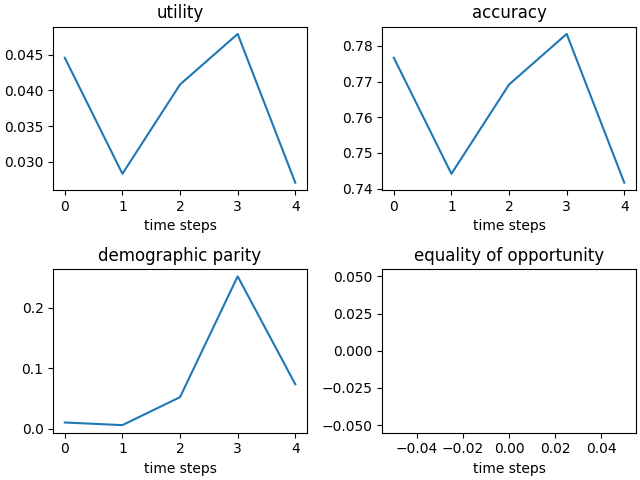 utility
0.045
0.040
0.035
0.030
0 1 2 3 4
time steps
accuracy
0.78
0.77
0.76
0.75
0.74
0 1 2 3 4
time steps
demographic parity
0.2
0.1
0.0
0 1 2 3 4
time steps
equality of opportunity
0.050
0.025
0.000
−0.025
−0.050
−0.04 −0.02 0.00 0.02 0.04
time steps